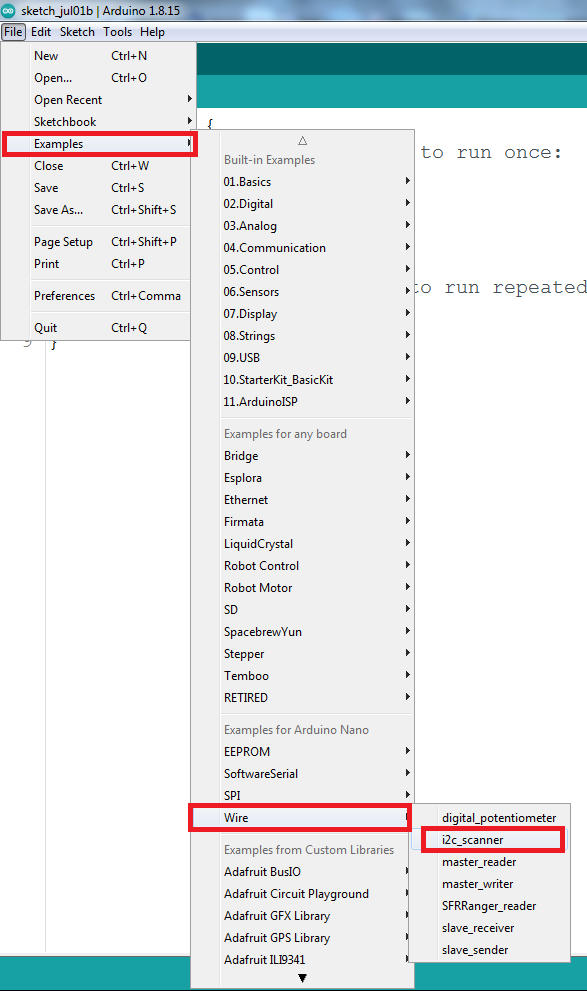 sketch_jul01b | Arduino 1.8.15
File Edit Sketch Tools Help
New Ctrl+N
Open... Ctrl+O
Open Recent
Sketchbook
Examples
Close Ctrl+W
Save Ctrl+S
Save As... Ctrl+Shift+S
Page Setup Ctrl+Shift+P
Print Ctrl+P
Preferences Ctrl+Comma
Quit Ctrl+Q
{
to run once:
to run repeated
9 }
Built-in Examples
01.Basics
02.Digital
03.Analog
04.Communication
05.Control
06.Sensors
07.Display
08.Strings
09.USB
10.StarterKit_BasicKit
11.ArduinoISP
Examples for any board
Bridge
Esplora
Ethernet
Firmata
LiquidCrystal
Robot Control
Robot Motor
SD
SpacebrewYun
Stepper
Temboo
RETIRED
Examples for Arduino Nano
EEPROM
SoftwareSerial
SPI
Wire
Examples from Custom Libraries
Adafruit BusIO
Adafruit Circuit Playground
Adafruit GFX Library
Adafruit GPS Library
Adafruit ILI9341
digital_potentiometer
i2c_scanner
master_reader
master_writer
SFRRanger_reader
slave_receiver
slave_sender